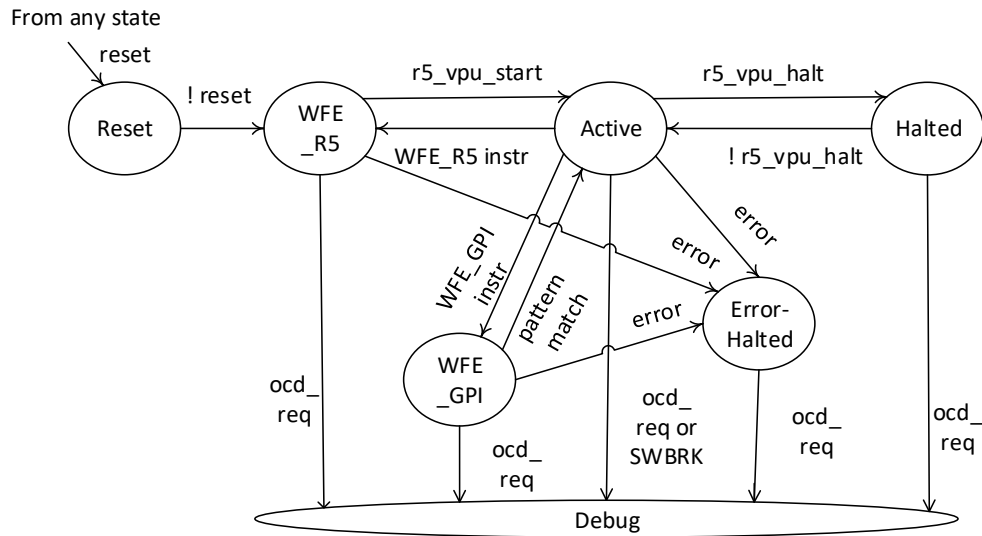 From any state
reset
! reset
r5_vpu_start
r5_vpu_halt
Reset
WFE
_R5
Active
Halted
WFE_R5 instr
! r5_vpu_halt
WFE_GPI
instr
pattern
match
error
error
error
Error-
Halted
WFE
_GPI
ocd_
req
ocd_
req
ocd_
req or
SWBRK
ocd_
req
ocd_
req
Debug